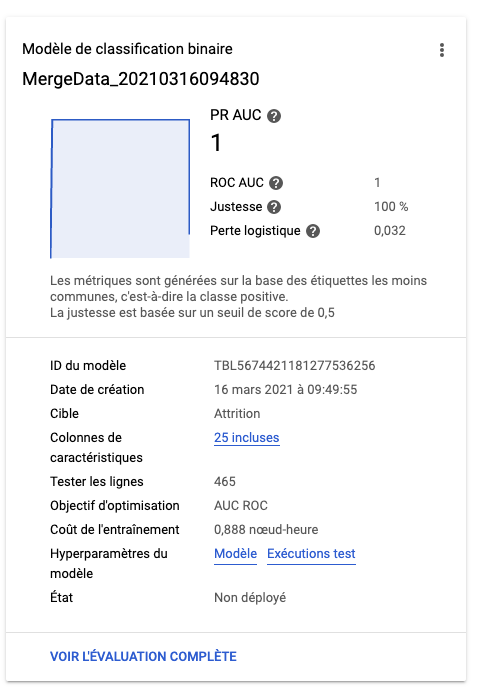 Modèle de classification binaire
MergeData_20210316094830
PR AUC
1
ROC AUC 1
Justesse 100 %
Perte logistique 0,032
Les métriques sont générées sur la base des étiquettes les moins
communes, c'est-à-dire la classe positive.
La justesse est basée sur un seuil de score de 0,5
ID du modèle TBL5674421181277536256
Date de création 16 mars 2021 à 09:49:55
Cible Attrition
Colonnes de 25 incluses
caractéristiques
Tester les lignes 465
Objectif d'optimisation AUC ROC
Coût de l'entraînement 0,888 nœud-heure
Hyperparamètres du Modèle Exécutions test
modèle
État Non déployé
VOIR L'ÉVALUATION COMPLÈTE